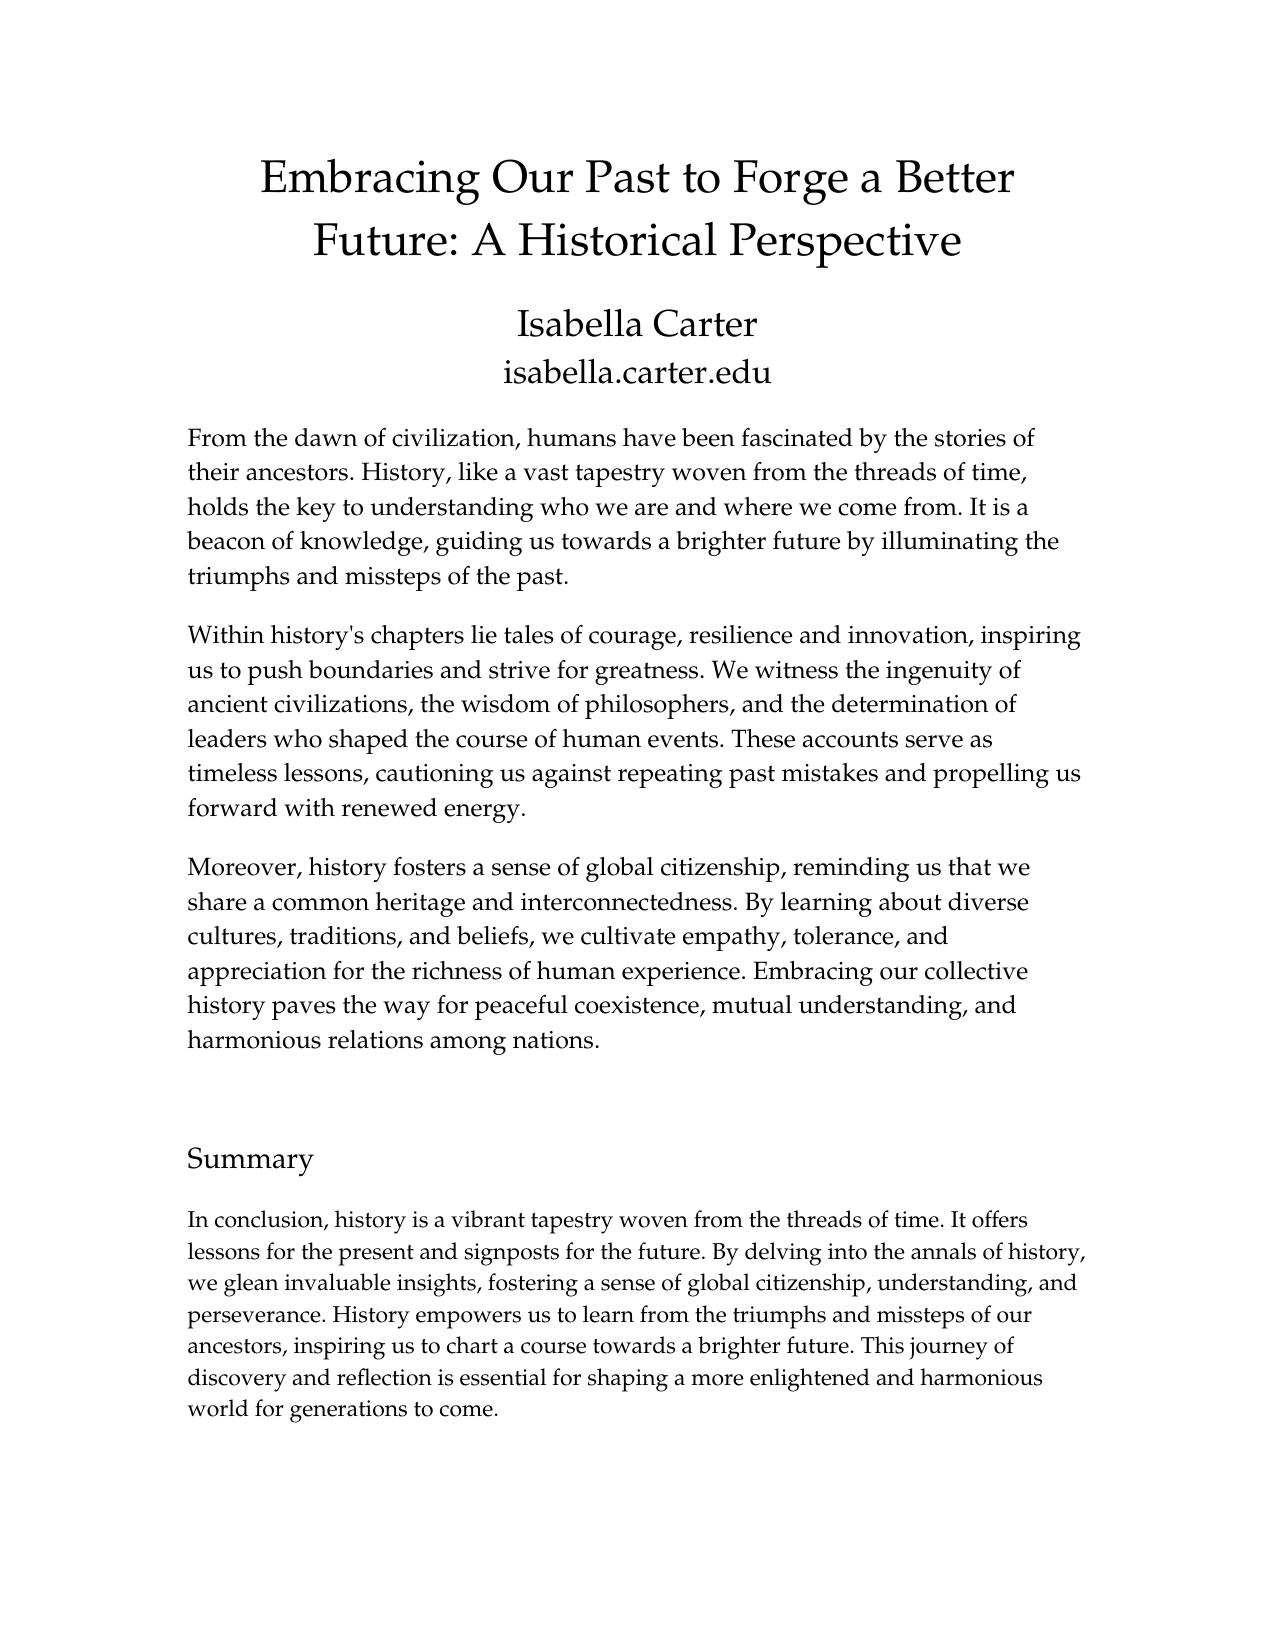 Embracing Our Past to Forge a Better
Future: A Historical Perspective
Isabella Carter
isabella.carter.edu
From the dawn of civilization, humans have been fascinated by the stories of
their ancestors. History, like a vast tapestry woven from the threads of time,
holds the key to understanding who we are and where we come from. It is a
beacon of knowledge, guiding us towards a brighter future by illuminating the
triumphs and missteps of the past.
Within history's chapters lie tales of courage, resilience and innovation, inspiring
us to push boundaries and strive for greatness. We witness the ingenuity of
ancient civilizations, the wisdom of philosophers, and the determination of
leaders who shaped the course of human events. These accounts serve as
timeless lessons, cautioning us against repeating past mistakes and propelling us
forward with renewed energy.
Moreover, history fosters a sense of global citizenship, reminding us that we
share a common heritage and interconnectedness. By learning about diverse
cultures, traditions, and beliefs, we cultivate empathy, tolerance, and
appreciation for the richness of human experience. Embracing our collective
history paves the way for peaceful coexistence, mutual understanding, and
harmonious relations among nations.
Summary
In conclusion, history is a vibrant tapestry woven from the threads of time. It offers
lessons for the present and signposts for the future. By delving into the annals of history,
we glean invaluable insights, fostering a sense of global citizenship, understanding, and
perseverance. History empowers us to learn from the triumphs and missteps of our
ancestors, inspiring us to chart a course towards a brighter future. This journey of
discovery and reflection is essential for shaping a more enlightened and harmonious
world for generations to come.